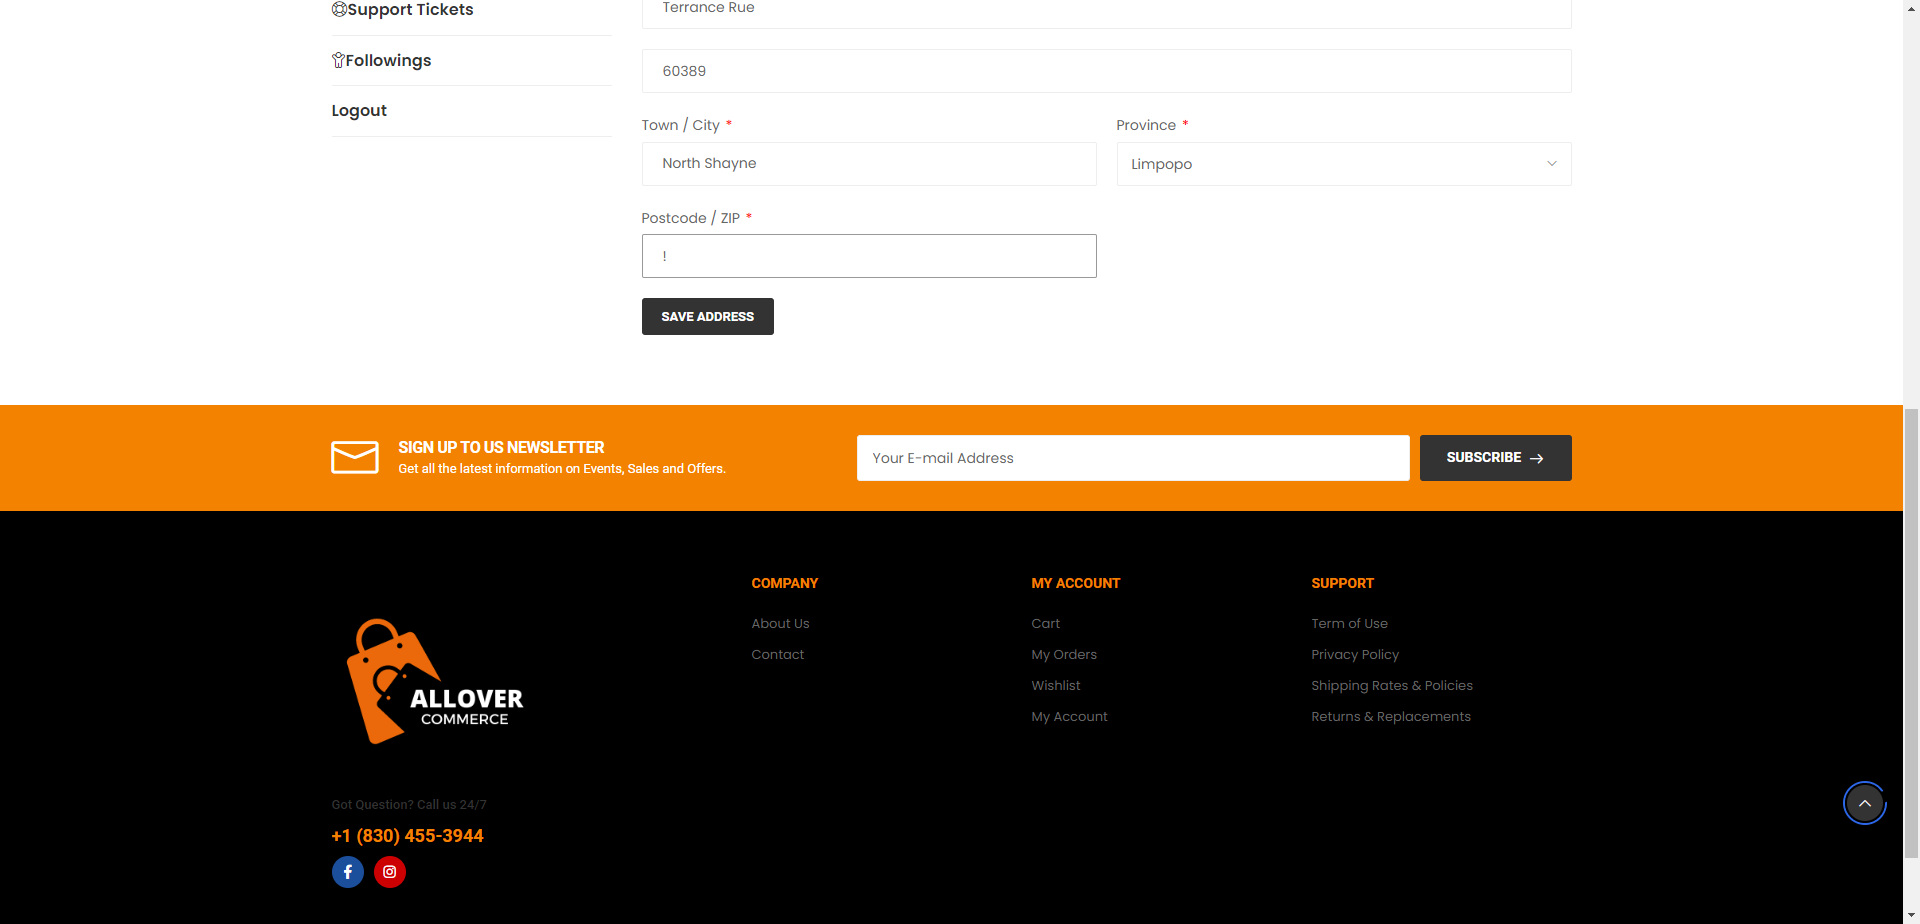 Support Tickets
Terrance Rue
Followings
60389
Logout
Town / City *
Province *
North Shayne
Limpopo
Postcode / ZIP *
!
SAVE ADDRESS
SIGN UP TO US NEWSLETTER
Get all the latest information on Events, Sales and Offers.
Your E-mail Address
SUBSCRIBE
COMPANY
About Us
Contact
MY ACCOUNT
Cart
My Orders
Wishlist
My Account
SUPPORT
Term of Use
Privacy Policy
Shipping Rates & Policies
Returns & Replacements
ALLOVER
COMMERCE
Got Question? Call us 24/7
+1 (830) 455-3944